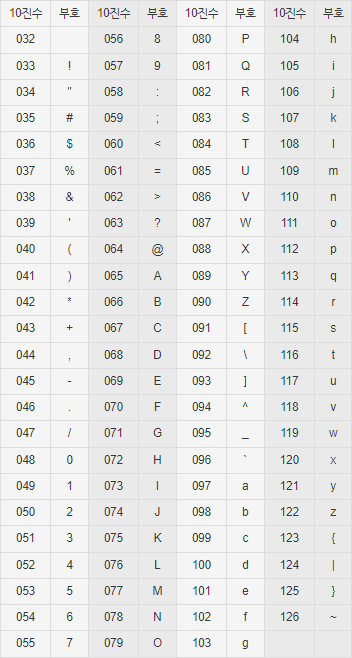 10진수 부호 10진수 부호 10진수 부호 10진수 부호
032 056 8 080 P 104 h
033 ! 057 9 081 Q 105 i
034 " 058 : 082 R 106 j
035 # 059 ; 083 S 107 k
036 $ 060 < 084 T 108 l
037 % 061 = 085 U 109 m
038 & 062 > 086 V 110 n
039 ' 063 ? 087 W 111 o
040 ( 064 @ 088 X 112 p
041 ) 065 A 089 Y 113 q
042 * 066 B 090 Z 114 r
043 + 067 C 091 [ 115 s
044 , 068 D 092 \ 116 t
045 - 069 E 093 ] 117 u
046 . 070 F 094 ^ 118 v
047 / 071 G 095 _ 119 w
048 0 072 H 096 ` 120 x
049 1 073 I 097 a 121 y
050 2 074 J 098 b 122 z
051 3 075 K 099 c 123 {
052 4 076 L 100 d 124 |
053 5 077 M 101 e 125 }
054 6 078 N 102 f 126 ~
055 7 079 O 103 g